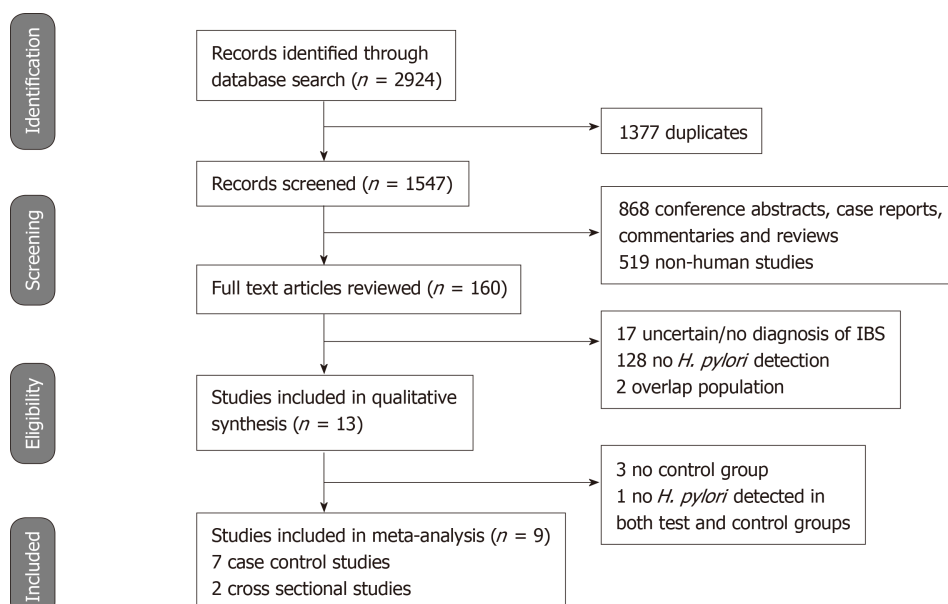 Identification
Records identified through
database search (n = 2924)
1377 duplicates
Records screened (n = 1547)
Screening
868 conference abstracts, case reports,
commentaries and reviews
519 non-human studies
Full text articles reviewed (n = 160)
17 uncertain/no diagnosis of IBS
128 no H. pylori detection
2 overlap population
Eligibility
Studies included in qualitative
synthesis (n = 13)
3 no control group
1 no H. pylori detected in
both test and control groups
Included
Studies included in meta-analysis (n = 9)
7 case control studies
2 cross sectional studies